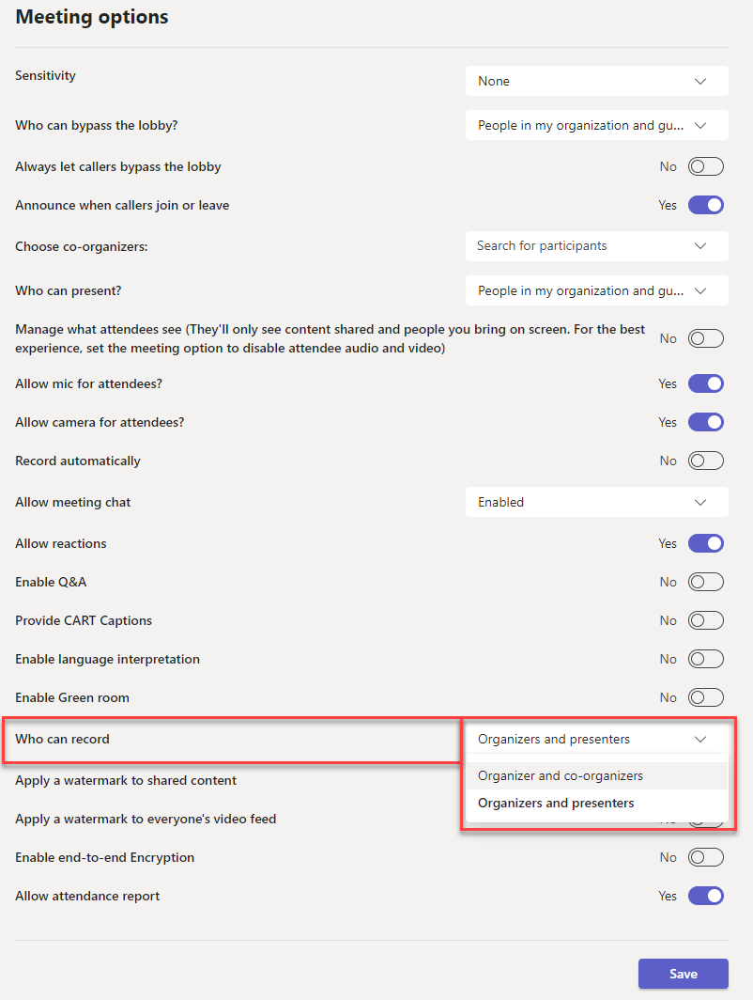 Meeting options
Sensitivity
None
Who can bypass the lobby?
People in my organization and gu...
Always let callers bypass the lobby
No
Announce when callers join or leave
Yes
Choose co-organizers:
Search for participants
Who can present?
People in my organization and gu...
Manage what attendees see (They'll only see content shared and people you bring on screen. For the best
experience, set the meeting option to disable attendee audio and video)
No
Allow mic for attendees?
Yes
Allow camera for attendees?
Yes
Record automatically
No
Allow meeting chat
Enabled
Allow reactions
Yes
Enable Q&A
No
Provide CART Captions
No
Enable language interpretation
No
Enable Green room
No
Who can record
Organizers and presenters
Organizer and co-organizers
Organizers and presenters
Apply a watermark to shared content
Apply a watermark to everyone's video feed
Enable end-to-end Encryption
No
Allow attendance report
Yes
Save